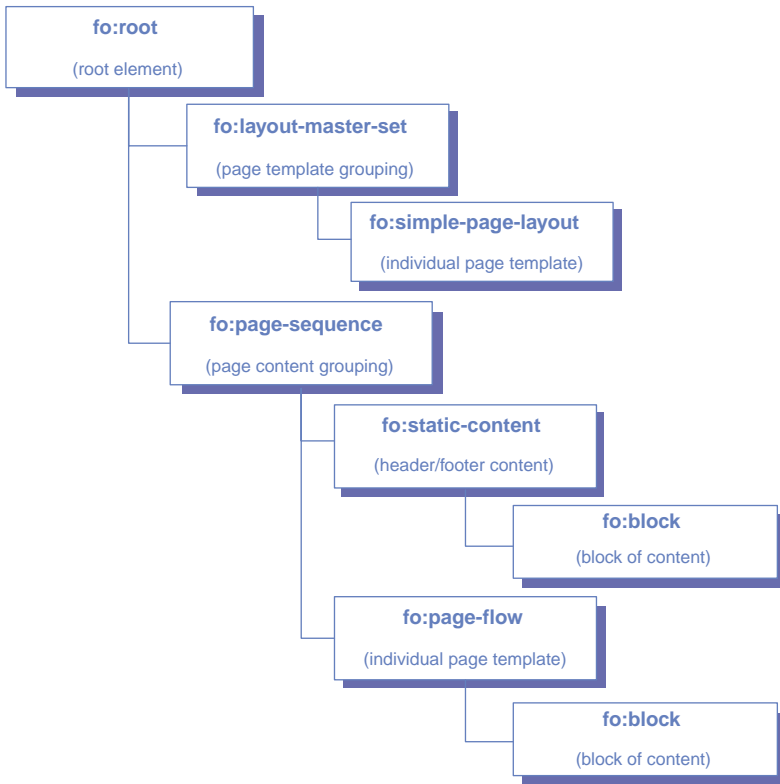 fo:root
(root element)
fo:layout-master-set
(page template grouping)
fo:simple-page-layout
(individual page template)
fo:page-sequence
(page content grouping)
fo:static-content
(header/footer content)
fo:block
(block of content)
fo:page-flow
(individual page template)
fo:block
(block of content)